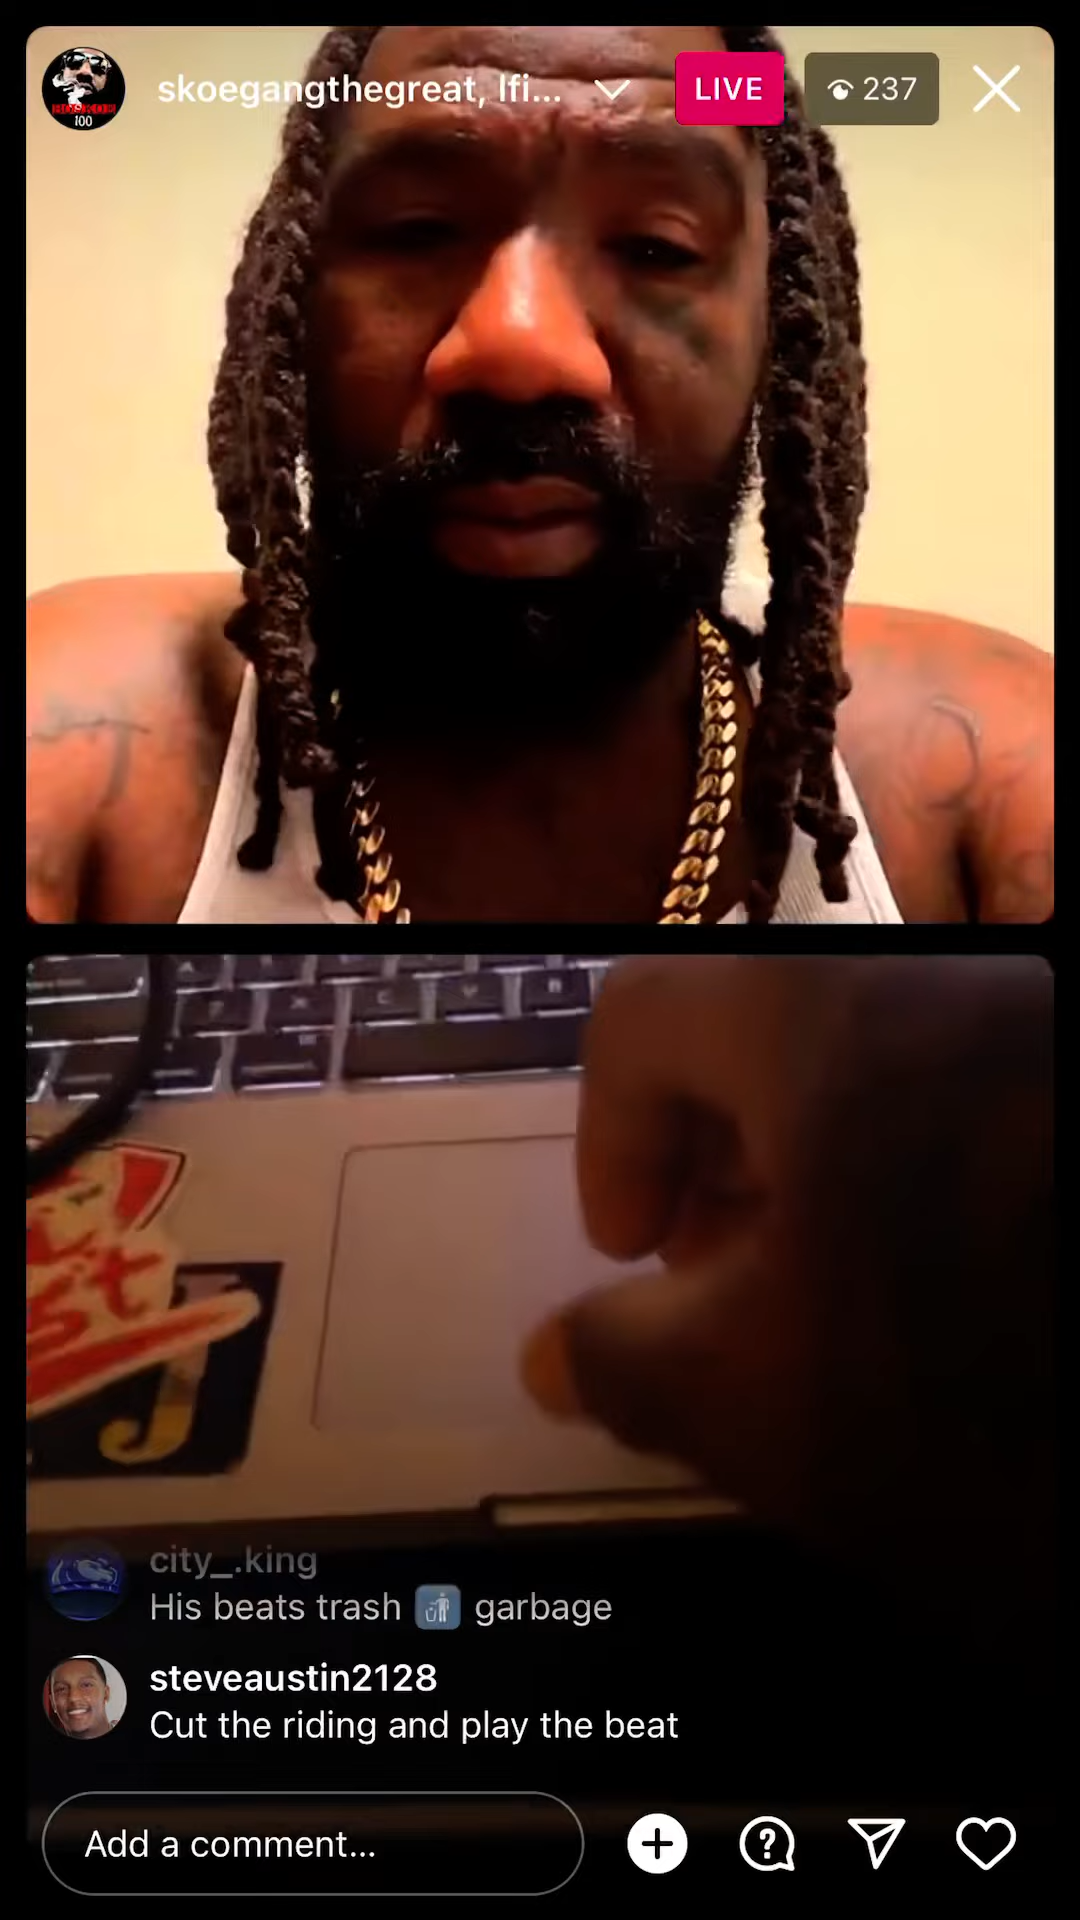 skoegangthegreat, lfi...
LIVE
237
100
Z X C V B
J
city_.king
His beats trash 🚮 garbage
steveaustin2128
Cut the riding and play the beat
Add a comment...